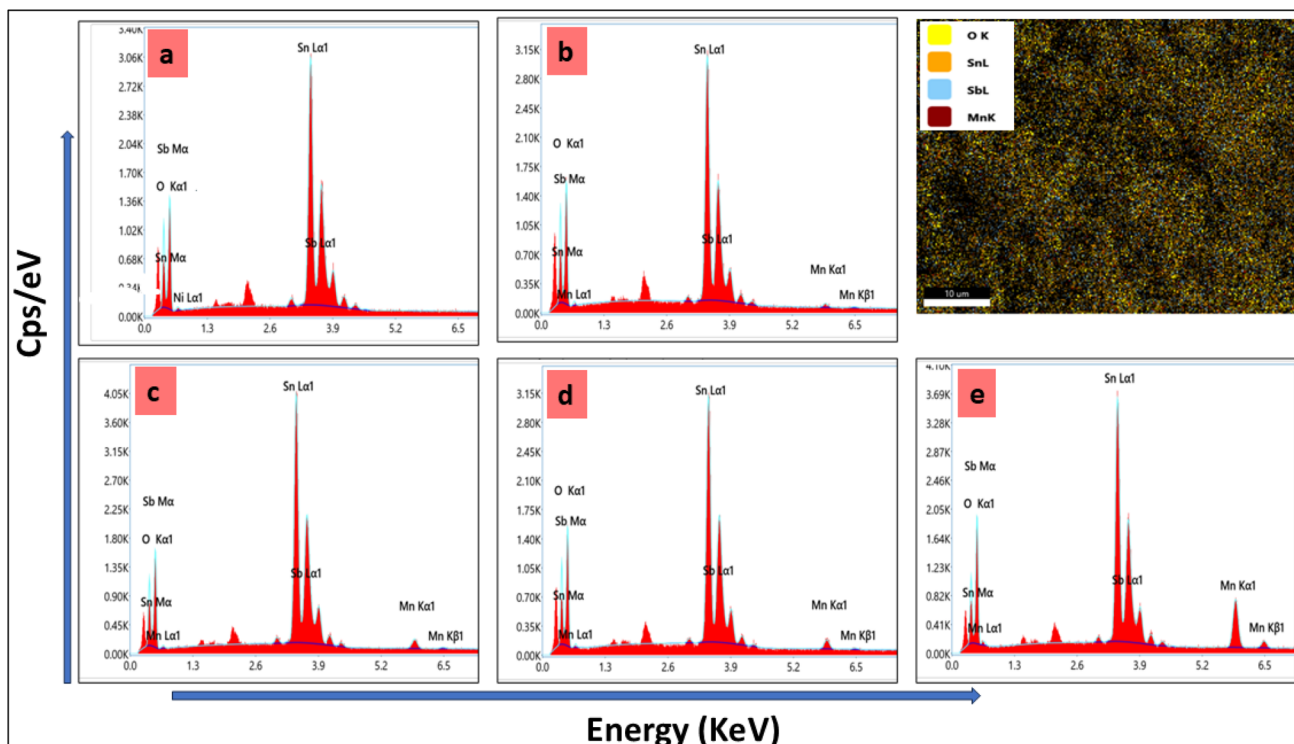 a
3.40K
3.06K
2.72K
2.38K
2.04K
1.70K
1.36K
1.02K
0.68K
0.00K
Sn Lα1
Sb Mα
O Kα1
Sb Lα1
Sn Mα
Ni Lα1
0.0 1.3 2.6 3.9 5.2 6.5
b
3.15K
2.80K
2.45K
2.10K
1.75K
1.40K
1.05K
0.70K
0.35K
0.00K
Sn Lα1
O Kα1
Sb Mα
Sb Lα1
Sn Mα
Mn Lα1
Mn Kα1
Mn Kβ1
0.0 1.3 2.6 3.9 5.2 6.5
O K
SnL
SbL
MnK
10 um
Cps/eV
c
4.05K
3.60K
3.15K
2.70K
2.25K
1.80K
1.35K
0.90K
0.45K
0.00K
Sn Lα1
Sb Mα
O Kα1
Sb Lα1
Sn Mα
Mn Lα1
Mn Kα1
Mn Kβ1
0.0 1.3 2.6 3.9 5.2 6.5
d
3.15K
2.80K
2.45K
2.10K
1.75K
1.40K
1.05K
0.70K
0.35K
0.00K
Sn Lα1
O Kα1
Sb Mα
Sb Lα1
Sn Mα
Mn Lα1
Mn Kα1
Mn Kβ1
0.0 1.3 2.6 3.9 5.2 6.5
e
4.10K
3.69K
3.28K
2.87K
2.46K
2.05K
1.64K
1.23K
0.82K
0.41K
0.00K
Sn Lα1
Sb Mα
O Kα1
Sb Lα1
Sn Mα
Mn Lα1
Mn Kα1
Mn Kβ1
0.0 1.3 2.6 3.9 5.2 6.5
Energy (KeV)